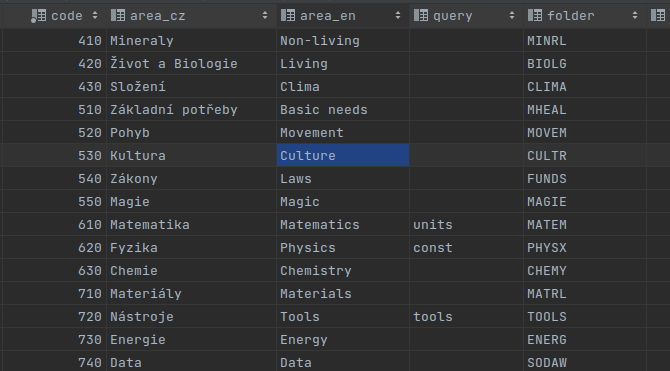 code area_cz area_en query folder
410 Mineraly Non-living MINRL
420 Život a Biologie Living BIOLG
430 Složení Clima CLIMA
510 Základní potřeby Basic needs MHEAL
520 Pohyb Movement MOVEM
530 Kultura Culture CULTR
540 Zákony Laws FUNDS
550 Magie Magic MAGIE
610 Matematika Mathematics units MATEM
620 Fyzika Physics const PHYSX
630 Chemie Chemistry CHEMY
710 Materiály Materials MATRL
720 Nástroje Tools tools TOOLS
730 Energie Energy ENERG
740 Data Data SODAW